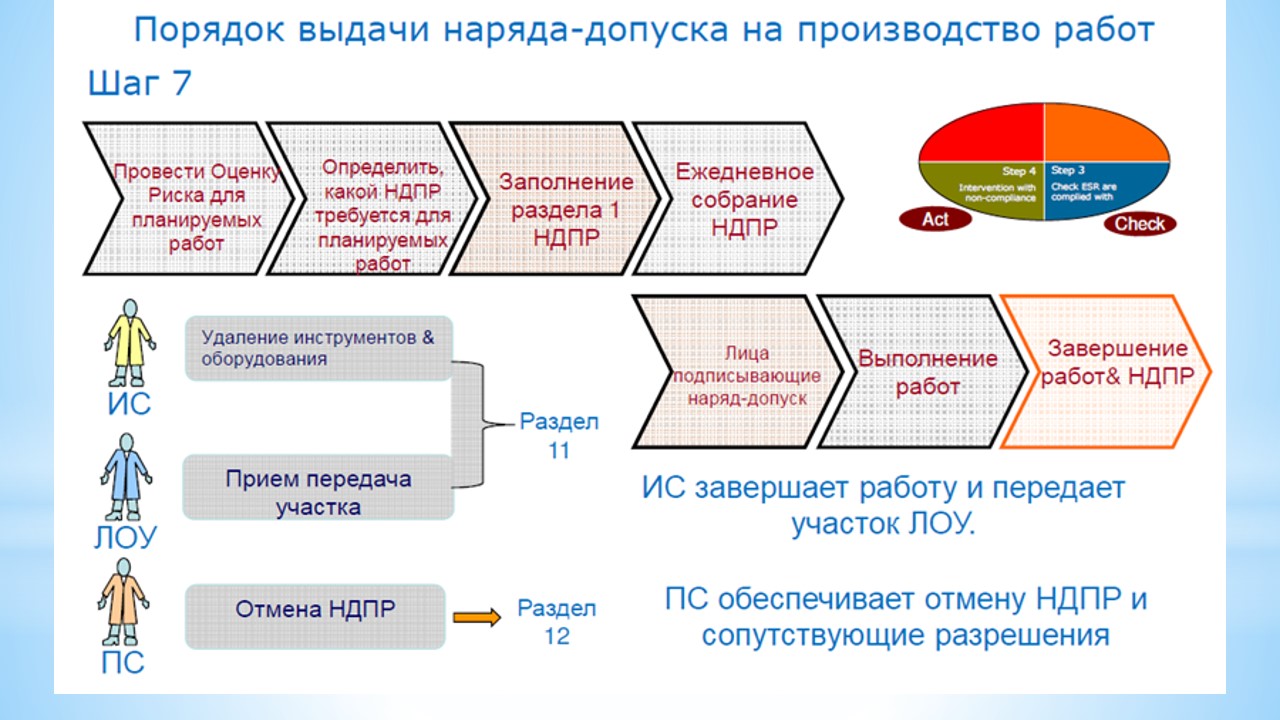 Порядок выдачи наряда-допуска на производство работ
Шаг 7
Провести Оценку
Риска для
планируемых
работ
Определить,
какой НДПР
требуется для
планируемых
работ
Заполнение
раздела 1
НДПР
Ежедневное
собрание
НДПР
Step 4
Intervention with
non-compliance
Step 3
Check ESR are
complied with
Act
Check
Лица
подписывающие
наряд-допуск
Выполнение
работ
Завершение
работ& НДПР
ИС
Удаление инструментов &
оборудования
ЛОУ
Прием передача
участка
Раздел
11
ПС
Отмена НДПР
Раздел
12
ИС завершает работу и передает
участок ЛОУ.
ПС обеспечивает отмену НДПР и
сопутствующие разрешения